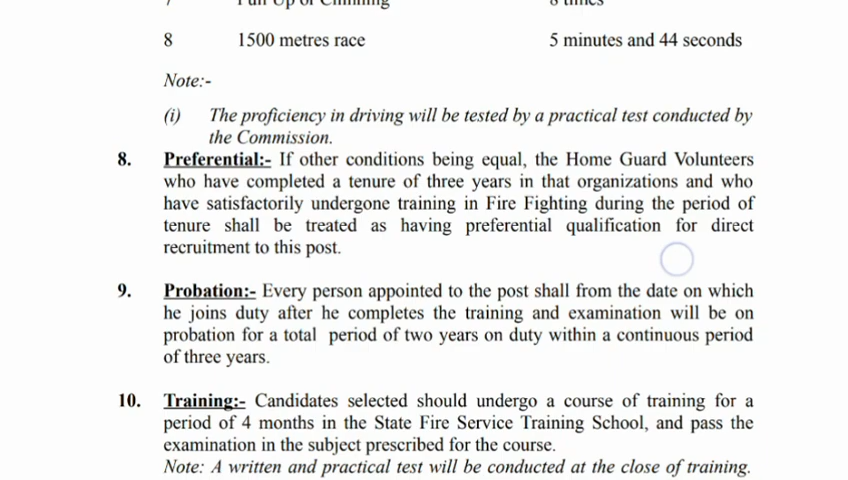 8 1500 metres race 5 minutes and 44 seconds
Note:-
(i) The proficiency in driving will be tested by a practical test conducted by
the Commission.
8. Preferential:- If other conditions being equal, the Home Guard Volunteers
who have completed a tenure of three years in that organizations and who
have satisfactorily undergone training in Fire Fighting during the period of
tenure shall be treated as having preferential qualification for direct
recruitment to this post.
9. Probation:- Every person appointed to the post shall from the date on which
he joins duty after he completes the training and examination will be on
probation for a total period of two years on duty within a continuous period
of three years.
10. Training:- Candidates selected should undergo a course of training for a
period of 4 months in the State Fire Service Training School, and pass the
examination in the subject prescribed for the course.
Note: A written and practical test will be conducted at the close of training.